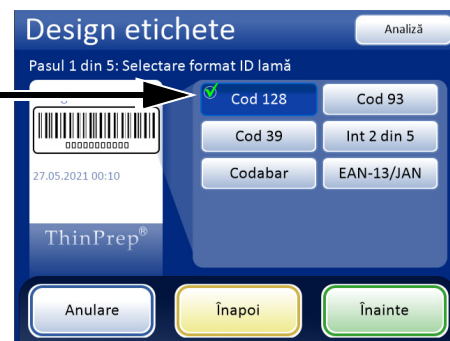 Design etichete
Analiză
Pasul 1 din 5: Selectare format ID lamă
Cod 128
Cod 93
Cod 39
Int 2 din 5
Codabar
EAN-13/JAN
00000000000
27.05.2021 00:10
ThinPrep®
Anulare
Înapoi
Înainte